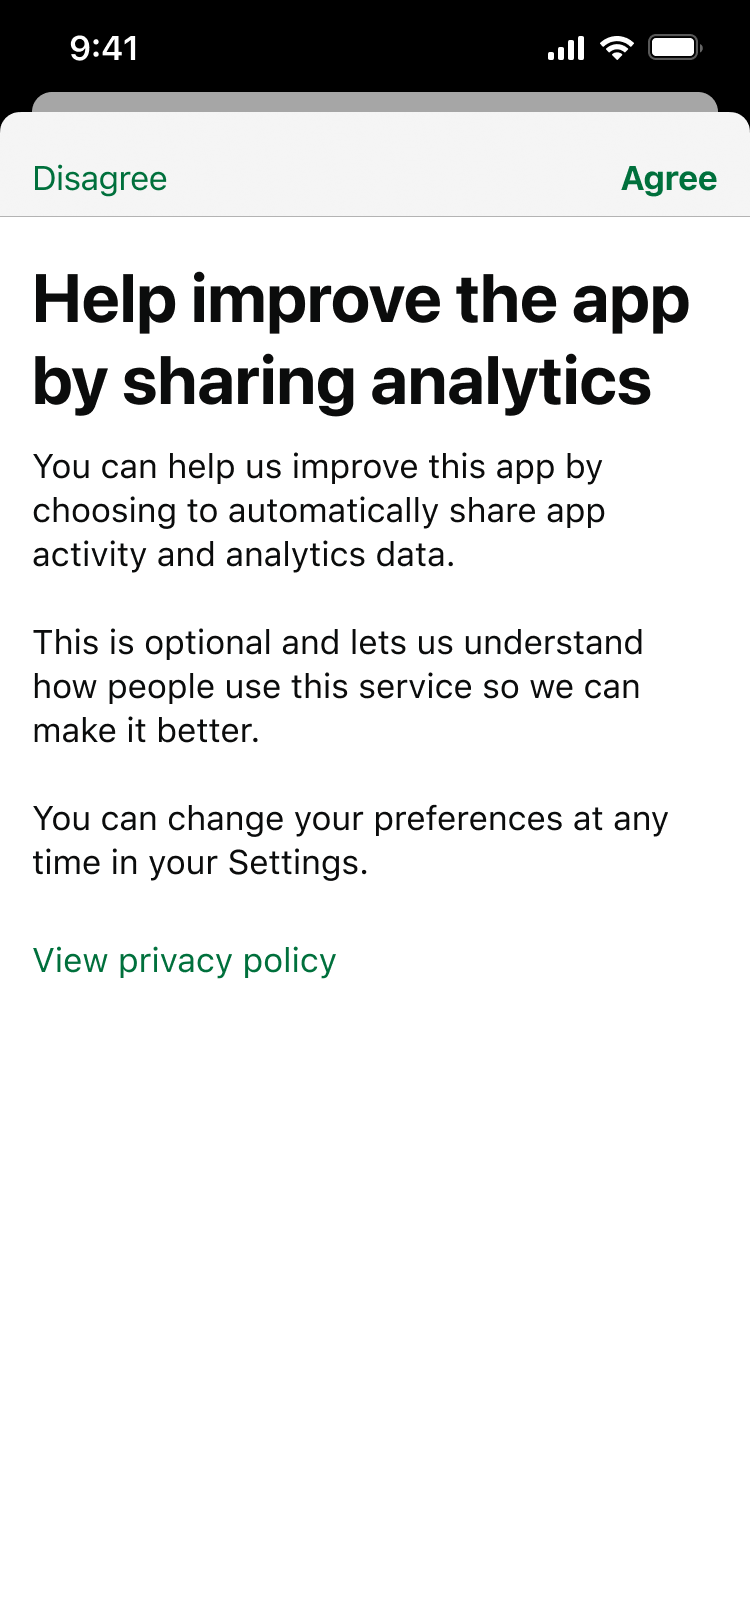 9:41
Disagree
Agree
Help improve the app
by sharing analytics
You can help us improve this app by
choosing to automatically share app
activity and analytics data.
This is optional and lets us understand
how people use this service so we can
make it better.
You can change your preferences at any
time in your Settings.
View privacy policy